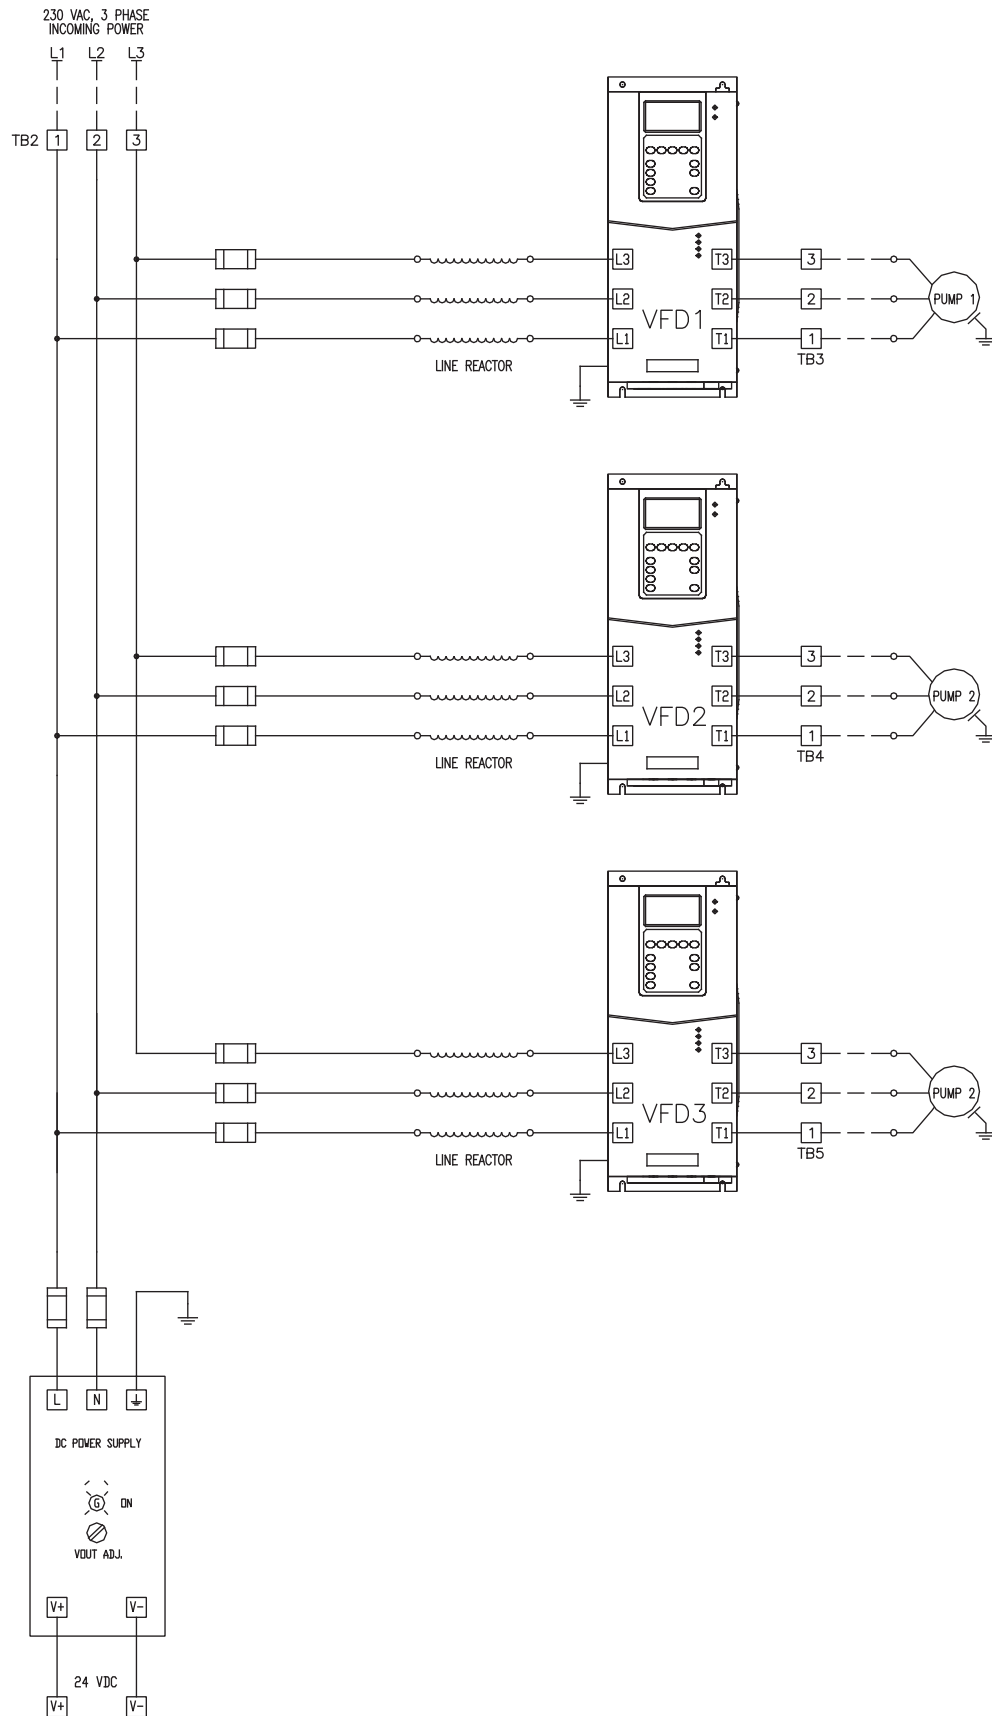 230 VAC, 3 PHASE
INCOMING POWER
L1 L2 L3
TB2 1 2 3
L3 T3 3
L2 T2 2 PUMP 1
VFD1
L1 T1 1
LINE REACTOR TB3
L3 T3 3
L2 T2 2 PUMP 2
VFD2
L1 T1 1
LINE REACTOR TB4
L3 T3 3
L2 T2 2 PUMP 2
VFD3
L1 T1 1
LINE REACTOR TB5
L N
DC POWER SUPPLY
G ON
VOUT ADJ.
V+ V-
24 VDC
V+ V-